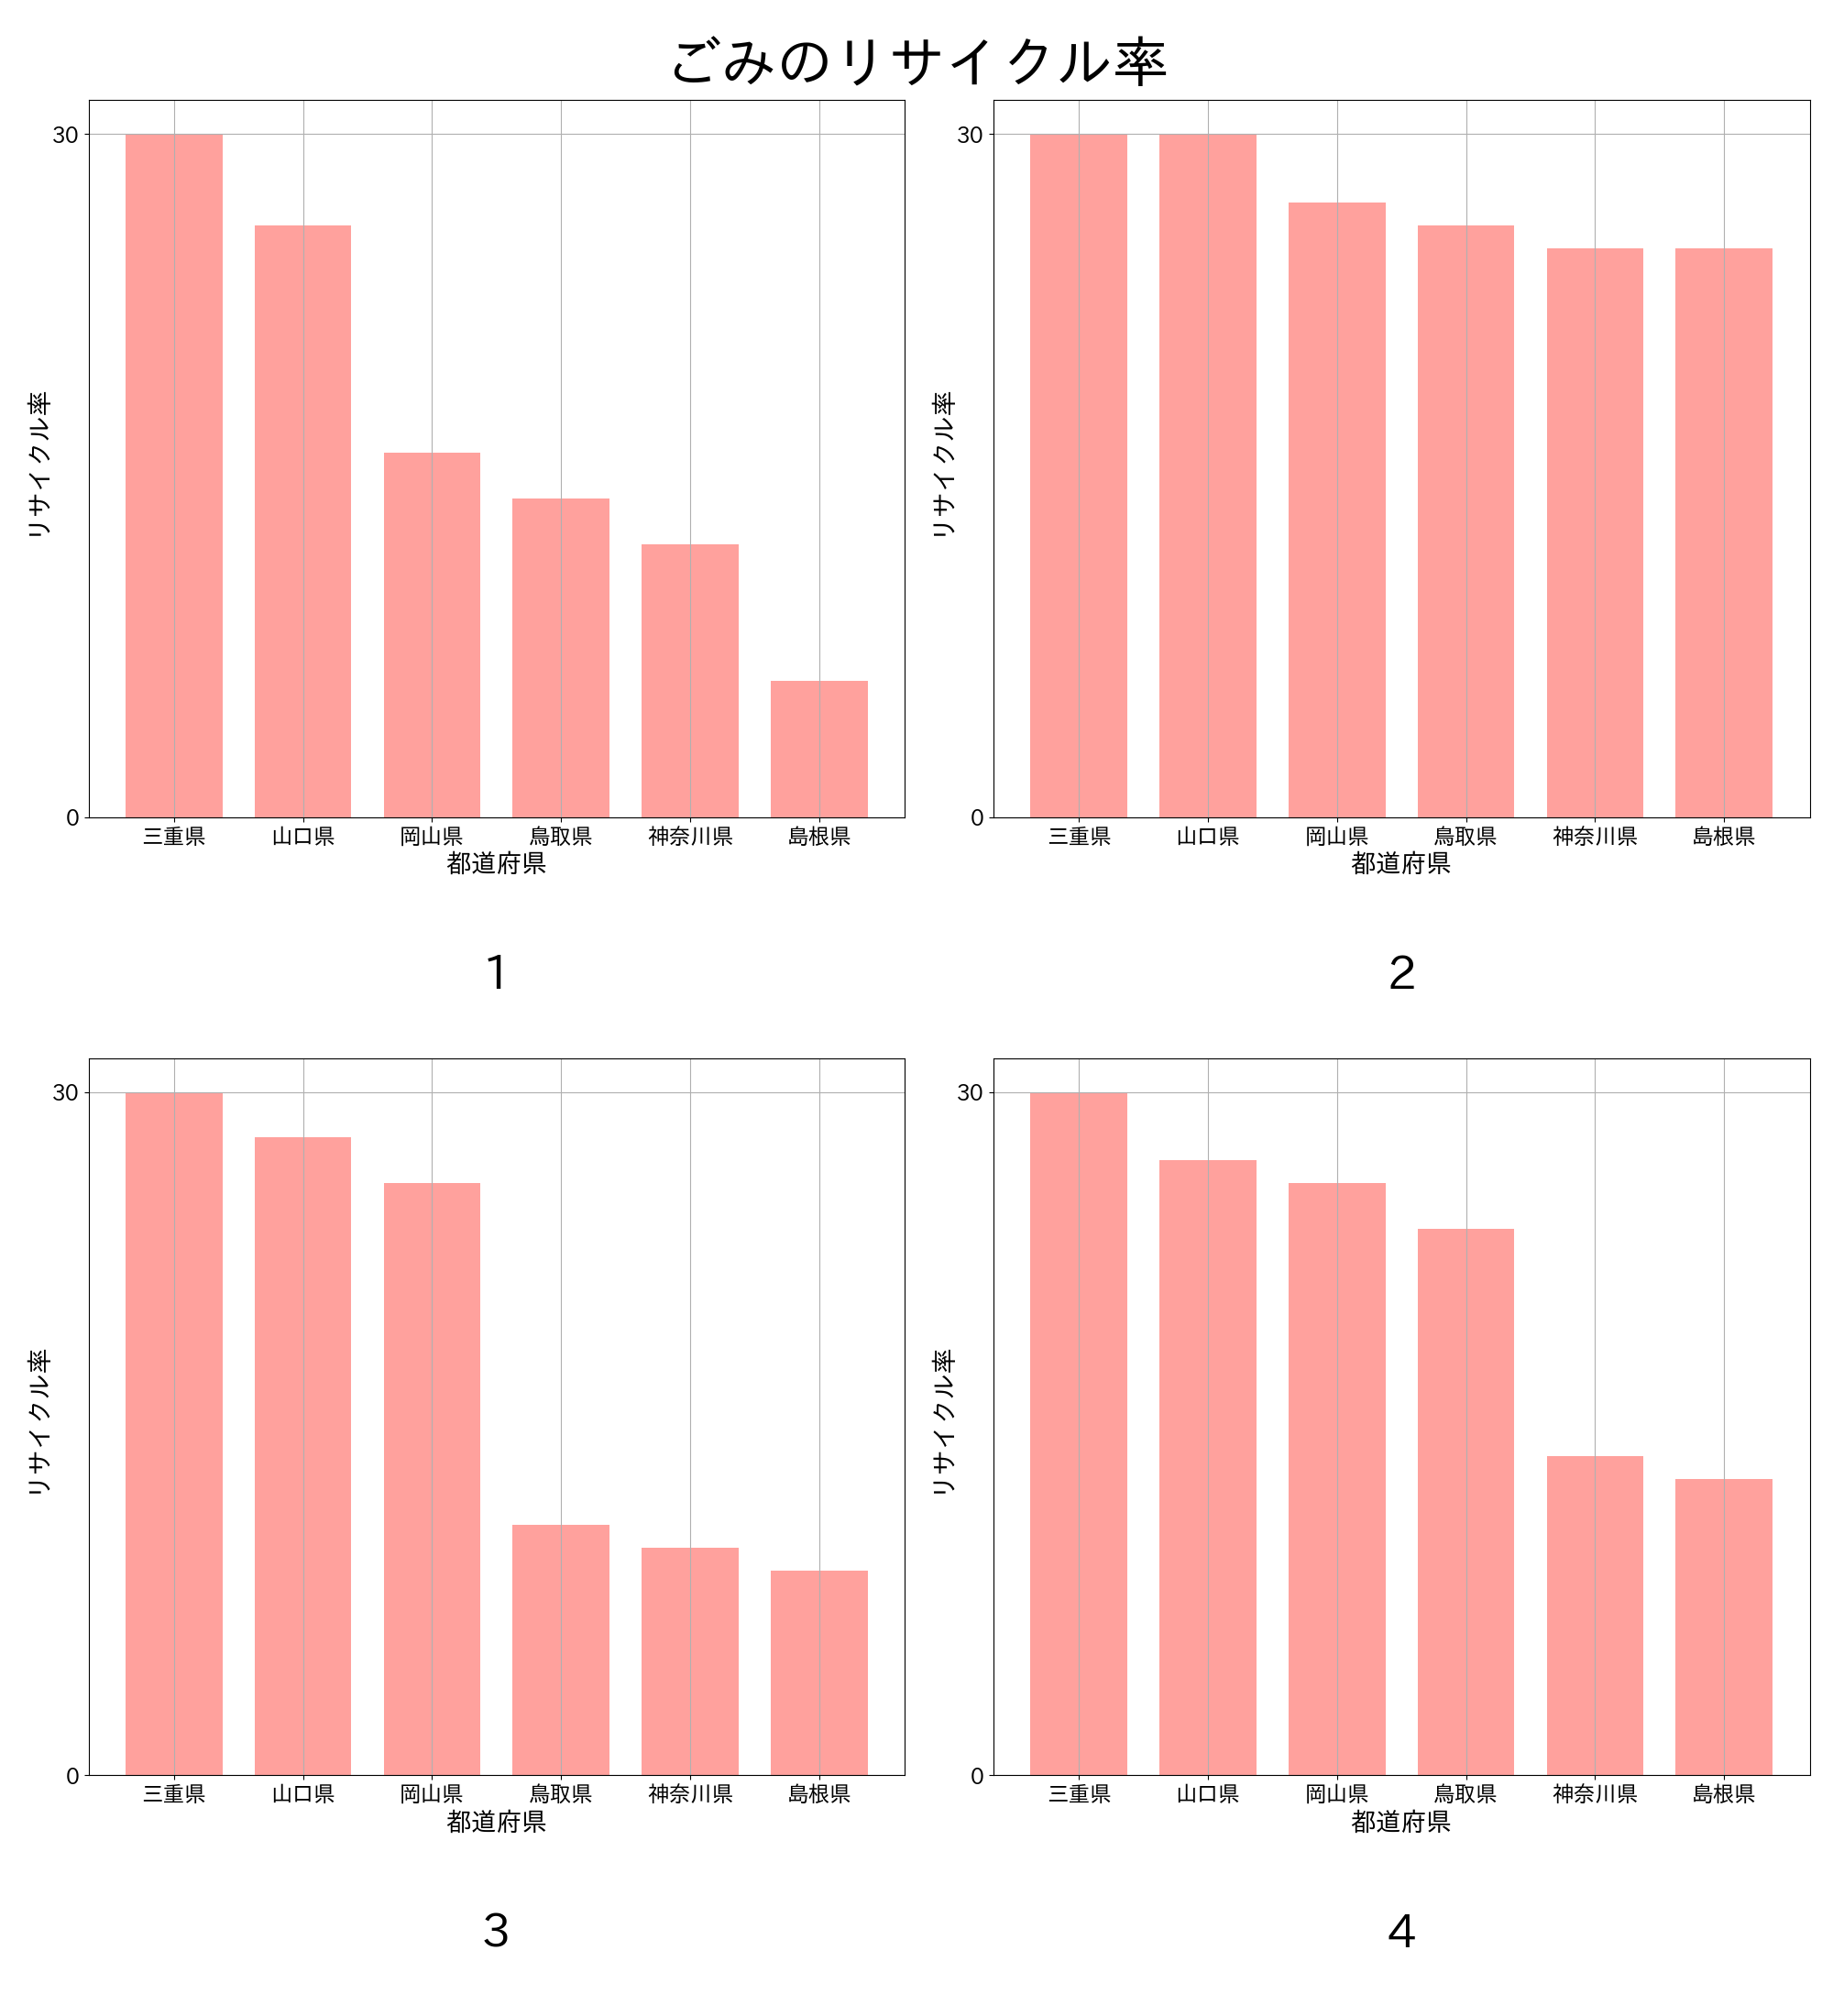 ごみのリサイクル率
30
0
リサイクル率
三重県 山口県 岡山県 鳥取県 神奈川県 島根県
都道府県
1
30
0
リサイクル率
三重県 山口県 岡山県 鳥取県 神奈川県 島根県
都道府県
2
30
0
リサイクル率
三重県 山口県 岡山県 鳥取県 神奈川県 島根県
都道府県
3
30
0
リサイクル率
三重県 山口県 岡山県 鳥取県 神奈川県 島根県
都道府県
4